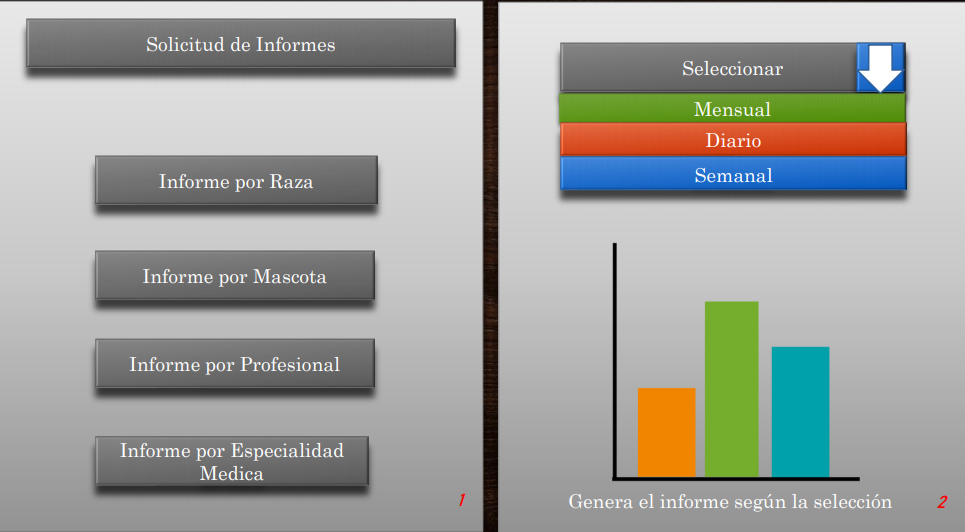 Solicitud de Informes
Informe por Raza
Informe por Mascota
Informe por Profesional
Informe por Especialidad
Medica
1
Seleccionar
Mensual
Diario
Semanal
Genera el informe según la selección
2